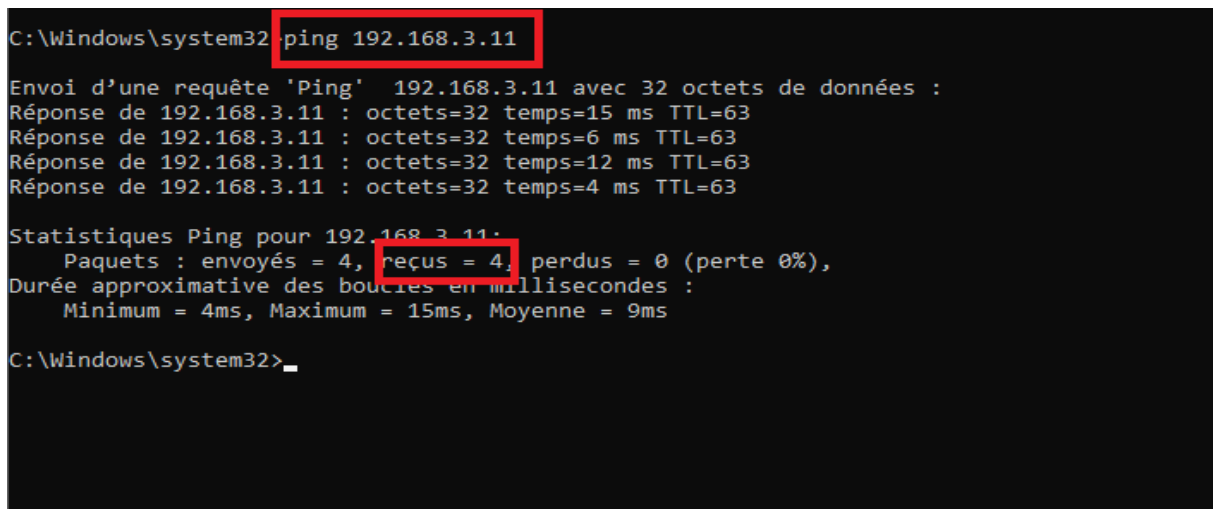 C:\Windows\system32>ping 192.168.3.11
Envoi d’une requête 'Ping'  192.168.3.11 avec 32 octets de données :
Réponse de 192.168.3.11 : octets=32 temps=15 ms TTL=63
Réponse de 192.168.3.11 : octets=32 temps=6 ms TTL=63
Réponse de 192.168.3.11 : octets=32 temps=12 ms TTL=63
Réponse de 192.168.3.11 : octets=32 temps=4 ms TTL=63
Statistiques Ping pour 192.168.3.11:
    Paquets : envoyés = 4, reçus = 4, perdus = 0 (perte 0%),
Durée approximative des boucles en millisecondes :
    Minimum = 4ms, Maximum = 15ms, Moyenne = 9ms
C:\Windows\system32>